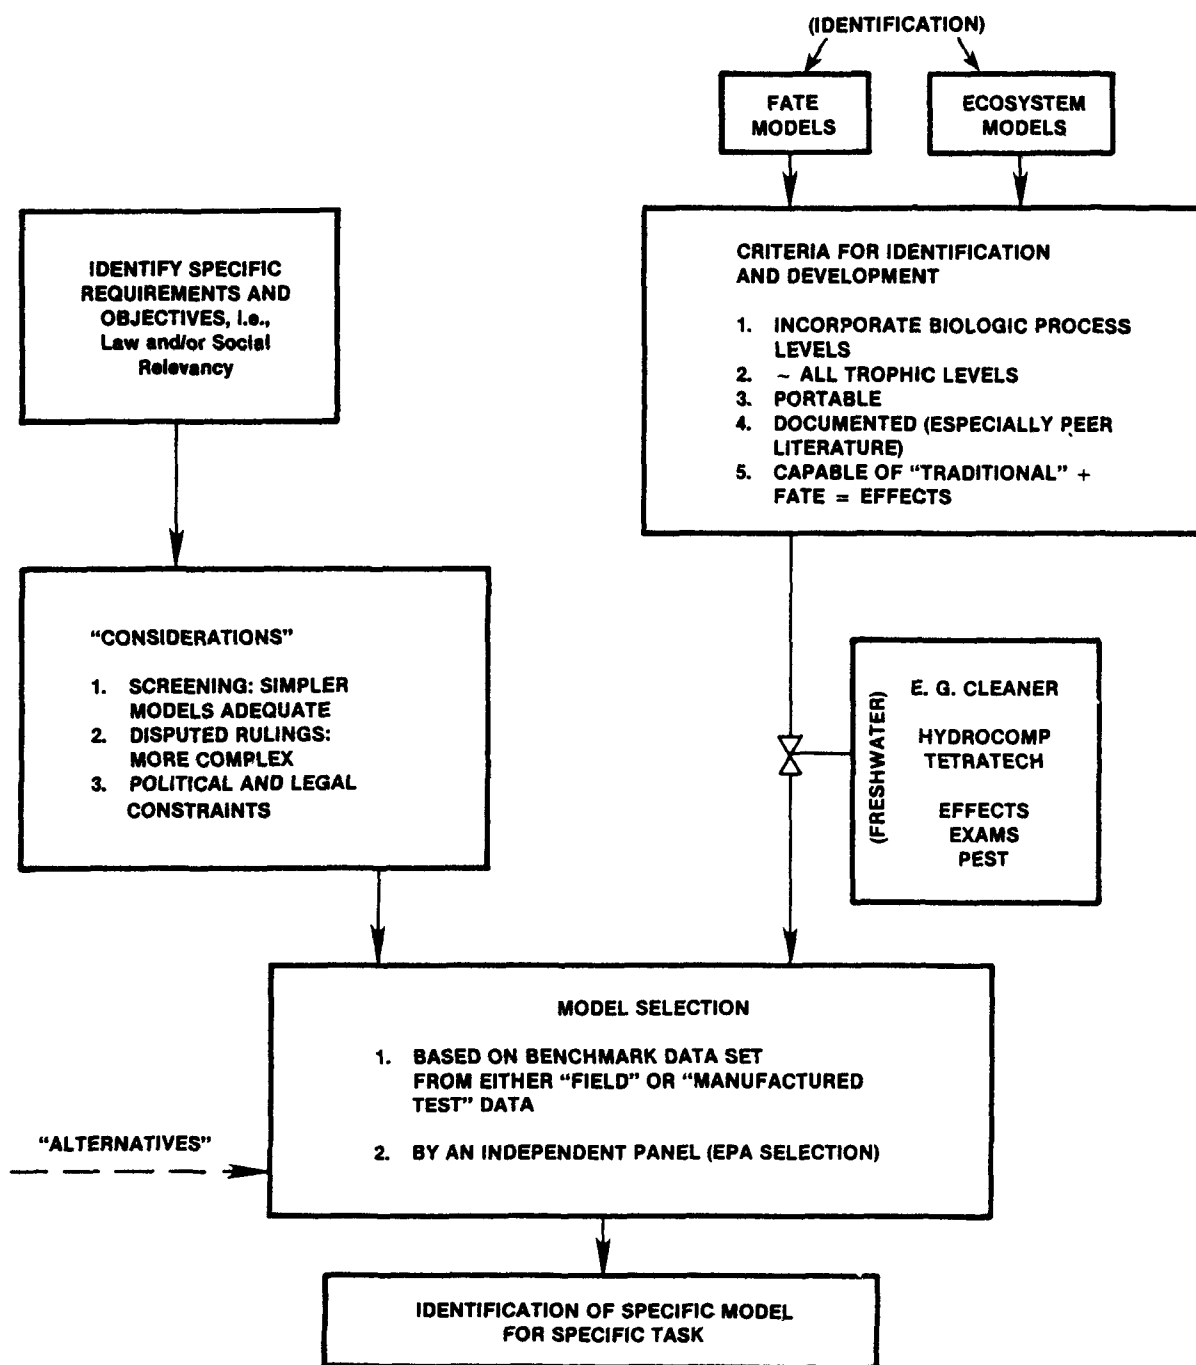 (IDENTIFICATION)
FATE
MODELS
ECOSYSTEM
MODELS
IDENTIFY SPECIFIC
REQUIREMENTS AND
OBJECTIVES, i.e.,
Law and/or Social
Relevancy
CRITERIA FOR IDENTIFICATION
AND DEVELOPMENT
1. INCORPORATE BIOLOGIC PROCESS
LEVELS
2. ~ ALL TROPHIC LEVELS
3. PORTABLE
4. DOCUMENTED (ESPECIALLY PEER
LITERATURE)
5. CAPABLE OF "TRADITIONAL" +
FATE = EFFECTS
"CONSIDERATIONS"
1. SCREENING: SIMPLER
MODELS ADEQUATE
2. DISPUTED RULINGS:
MORE COMPLEX
3. POLITICAL AND LEGAL
CONSTRAINTS
(FRESHWATER)
E. G. CLEANER
HYDROCOMP
TETRATECH
EFFECTS
EXAMS
PEST
MODEL SELECTION
1. BASED ON BENCHMARK DATA SET
FROM EITHER "FIELD" OR "MANUFACTURED
TEST" DATA
2. BY AN INDEPENDENT PANEL (EPA SELECTION)
"ALTERNATIVES"
IDENTIFICATION OF SPECIFIC MODEL
FOR SPECIFIC TASK